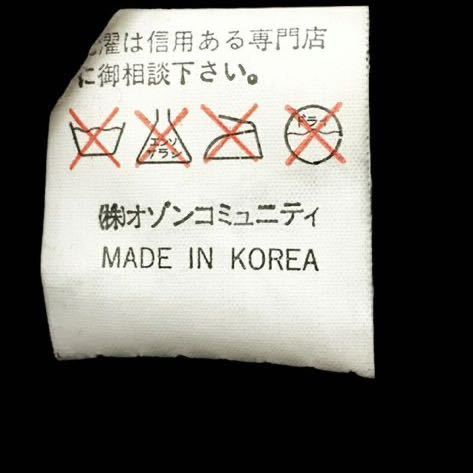 濯は信用ある専門店
に御相談下さい。
エンソ
サラシ
ドライ
㈱オゾンコミュニティ
MADE IN KOREA